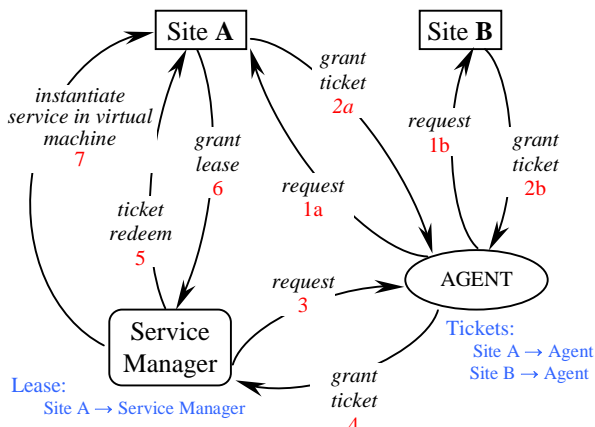 Site A
Site B
instantiate
service in virtual
machine
7
grant
lease
6
ticket
redeem
5
grant
ticket
2a
request
1a
request
1b
grant
ticket
2b
AGENT
request
3
Service
Manager
grant
ticket
4
Tickets:
Site A → Agent
Site B → Agent
Lease:
Site A → Service Manager